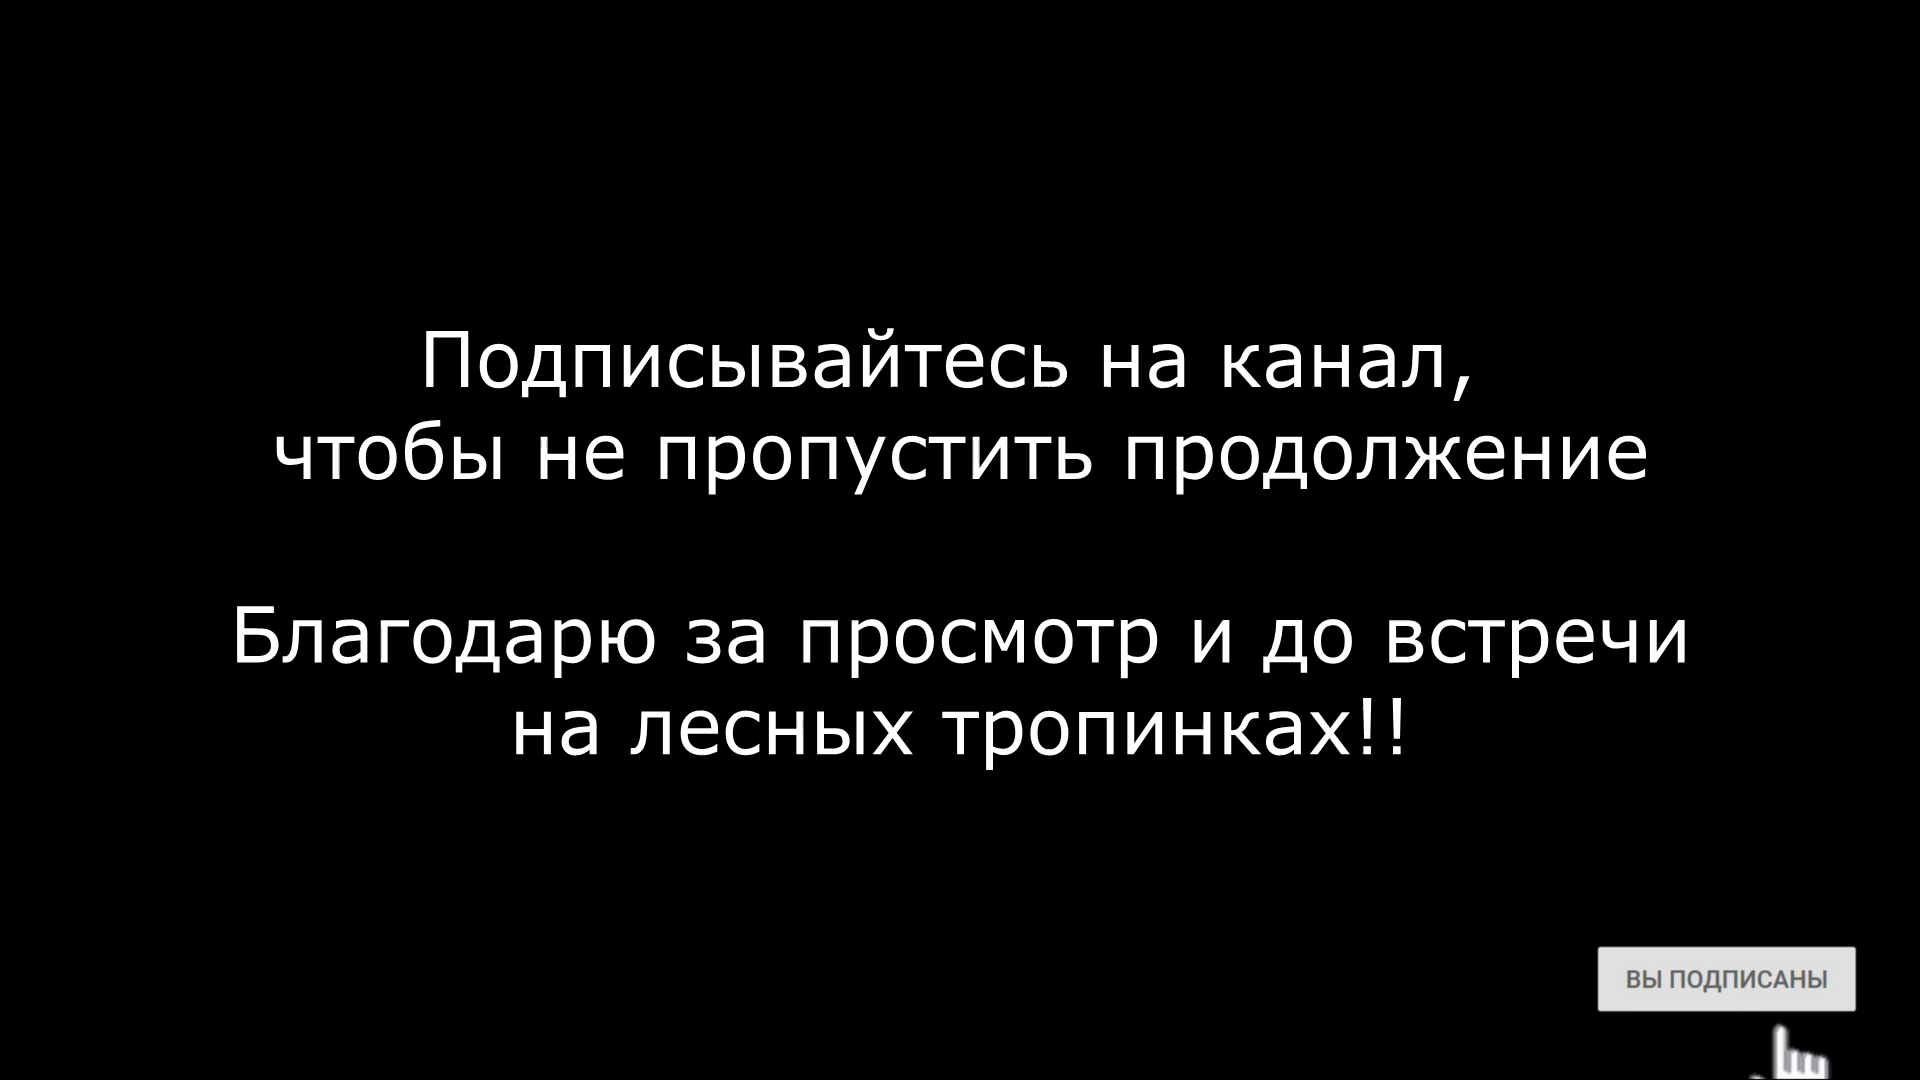 Подписывайтесь на канал,
чтобы не пропустить продолжение
Благодарю за просмотр и до встречи
на лесных тропинках!!
ВЫ ПОДПИСАНЫ